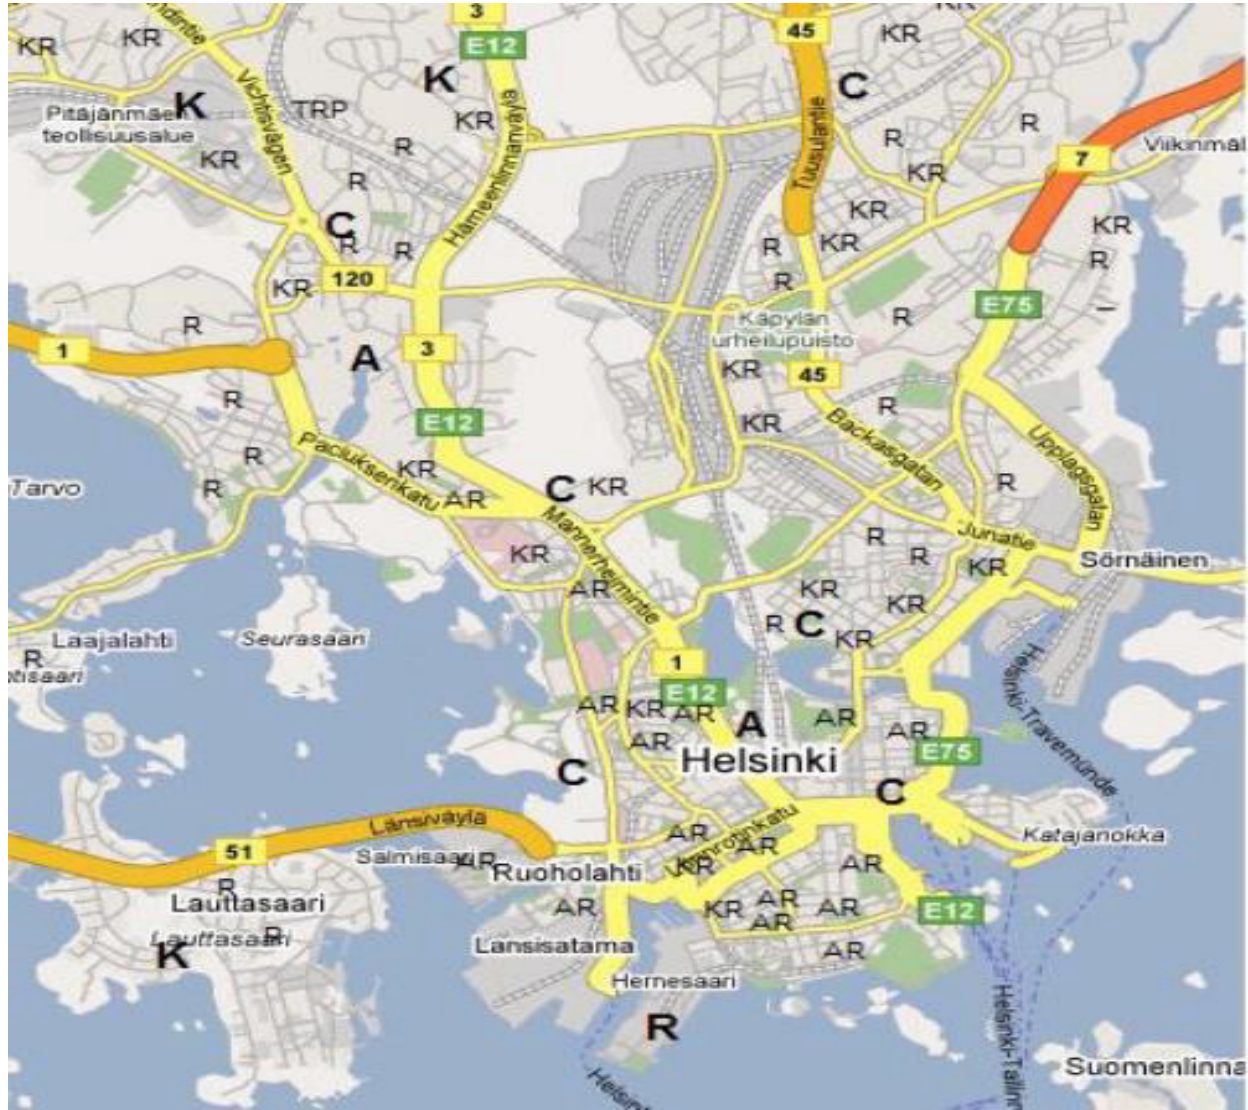 3
45
KR
E12
KR
KR
KR
K
K
C
Vichtisvägen
Pitäjänmäen
teollisuusalue
TRP
KR
Hämeenlinnanväylä
Tuusulantie
R
R
R
7
Viikinmäl
KR
KR
R
KR
KR
C
R
R
R
KR
R
KR
120
R
R
E75
R
R
Käpylän
urheilupuisto
1
A
3
KR
45
R
E12
KR
R
Backasgatan
Upplagsgatan
R
Paciuksenkatu
KR
Tarvo
R
AR
C
KR
R
Mannerheimintie
Junatie
R
R
KR
Sörnäinen
KR
AR
KR
KR
Laajalahti
Seurasaari
R
C
KR
R
1
E12
Helsinki-Travemünde
AR
KR
AR
A
AR
AR
AR
E75
Helsinki
C
C
Länsiväylä
51
AR
AR
Katajanokka
Salmisaari
AR
Ruoholahti
KR
AR
R
Lauttasaari
AR
KR
AR
AR
AR
E12
Lauttasaari
R
K
Länsisatama
AR
Hernesaari
Helsinki-Tallinn
R
Suomenlinna
Helsin